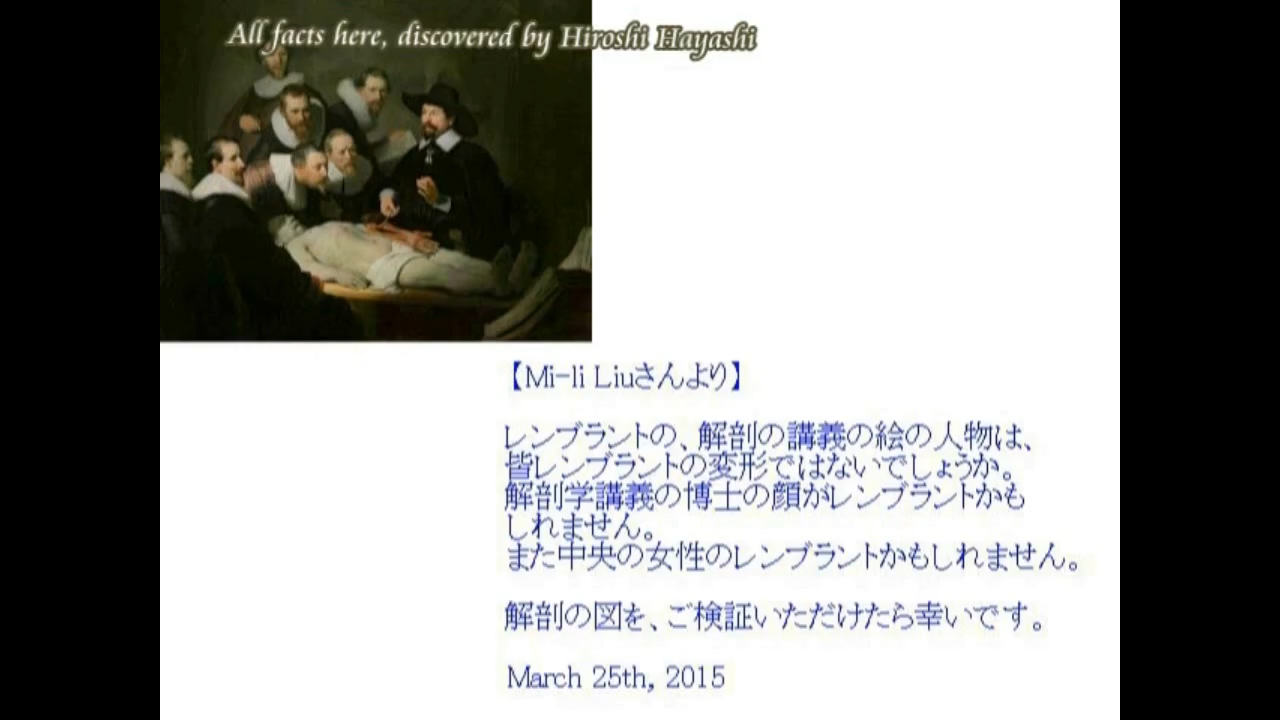 All facts here, discovered by Hiroshi Hayashi
【Mi-li Liuさんより】
レンブラントの、解剖の講義の絵の人物は、
皆レンブラントの変形ではないでしょうか。
解剖学講義の博士の顔がレンブラントかも
しれません。
また中央の女性のレンブラントかもしれません。
解剖の図を、ご検証いただけたら幸いです。
March 25th, 2015